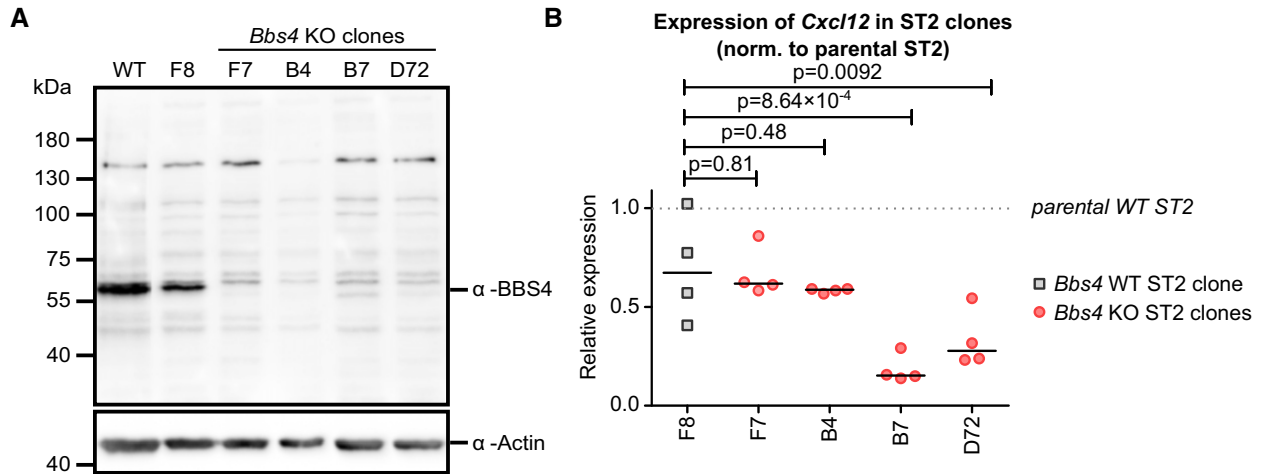 A
Bbs4 KO clones
WT F8 F7 B4 B7 D72
kDa
180
130
100
75
55
40
α -BBS4
α -Actin
40
B
Expression of Cxcl12 in ST2 clones
(norm. to parental ST2)
p=0.0092
p=8.64×10⁻⁴
p=0.48
p=0.81
Relative expression
1.0
0.5
0.0
parental WT ST2
Bbs4 WT ST2 clone
Bbs4 KO ST2 clones
F8 F7 B4 B7 D72